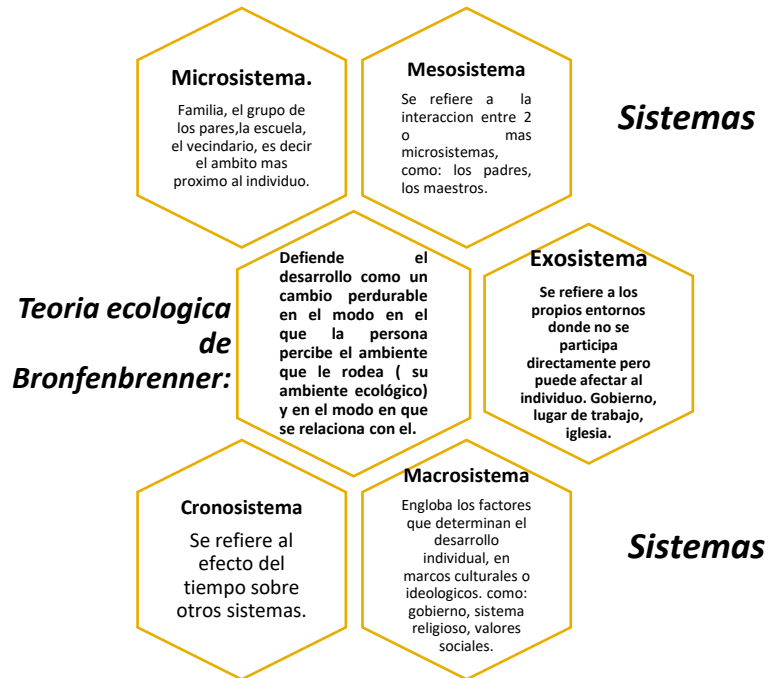 Microsistema.
Familia, el grupo de
los pares,la escuela,
el vecindario, es decir
el ambito mas
proximo al individuo.
Mesosistema
Se refiere a la
interaccion entre 2
o mas
microsistemas,
como: los padres,
los maestros.
Sistemas
Teoria ecologica
de
Bronfenbrenner:
Defiende el
desarrollo como un
cambio perdurable
en el modo en el
que la persona
percibe el ambiente
que le rodea ( su
ambiente ecológico)
y en el modo en que
se relaciona con el.
Exosistema
Se refiere a los
propios entornos
donde no se
participa
directamente pero
puede afectar al
individuo. Gobierno,
lugar de trabajo,
iglesia.
Cronosistema
Se refiere al
efecto del
tiempo sobre
otros sistemas.
Macrosistema
Engloba los factores
que determinan el
desarrollo
individual, en
marcos culturales o
ideologicos. como:
gobierno, sistema
religioso, valores
sociales.
Sistemas